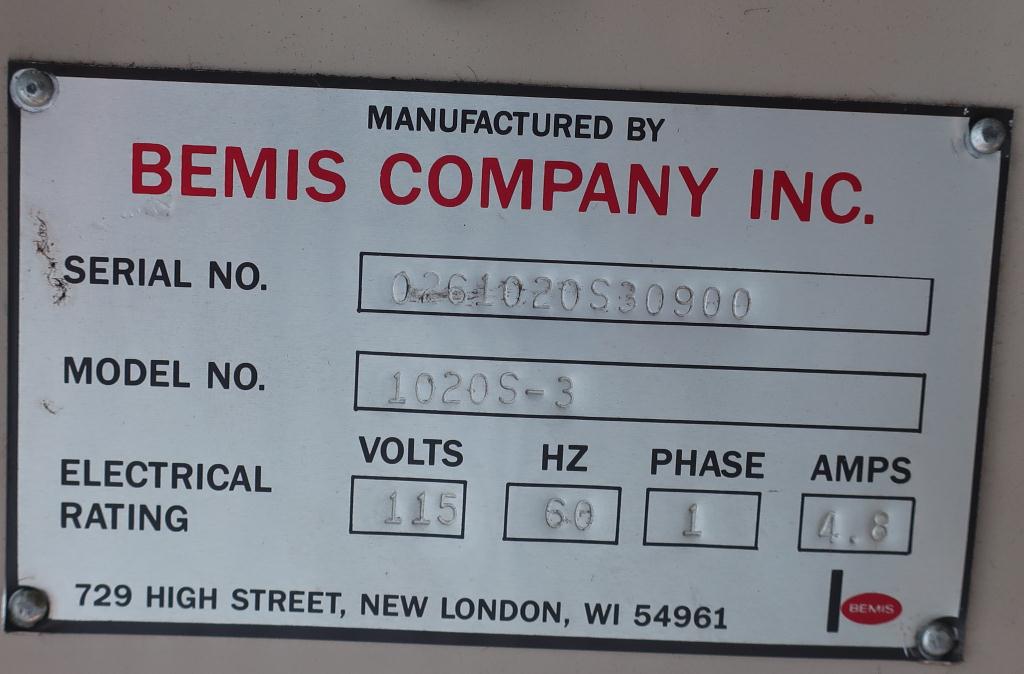 MANUFACTURED BY
BEMIS COMPANY INC.
SERIAL NO. 0261020S30900
MODEL NO. 1020S-3
VOLTS HZ PHASE AMPS
ELECTRICAL
RATING
115 60 1 4.8
729 HIGH STREET, NEW LONDON, WI 54961
BEMIS